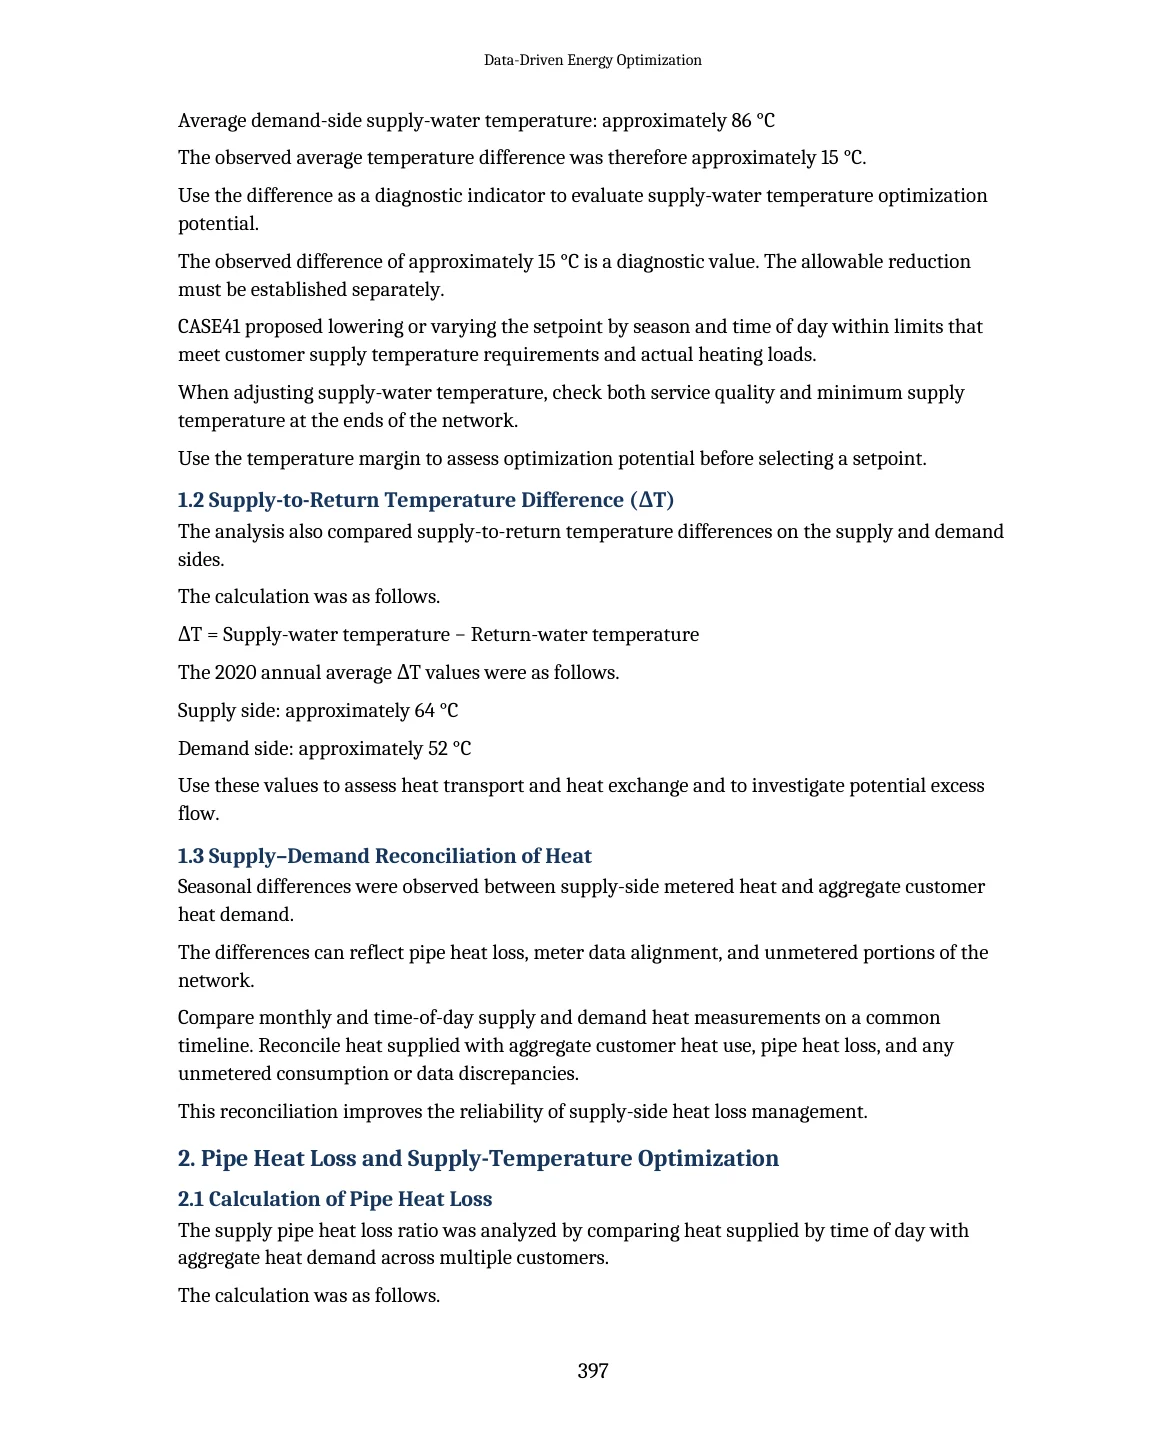 Data-Driven Energy Optimization
Average demand-side supply-water temperature: approximately 86 °C
The observed average temperature difference was therefore approximately 15 °C.
Use the difference as a diagnostic indicator to evaluate supply-water temperature optimization
potential.
The observed difference of approximately 15 °C is a diagnostic value. The allowable reduction
must be established separately.
CASE41 proposed lowering or varying the setpoint by season and time of day within limits that
meet customer supply temperature requirements and actual heating loads.
When adjusting supply-water temperature, check both service quality and minimum supply
temperature at the ends of the network.
Use the temperature margin to assess optimization potential before selecting a setpoint.
1.2 Supply-to-Return Temperature Difference (ΔT)
The analysis also compared supply-to-return temperature differences on the supply and demand
sides.
The calculation was as follows.
ΔT = Supply-water temperature − Return-water temperature
The 2020 annual average ΔT values were as follows.
Supply side: approximately 64 °C
Demand side: approximately 52 °C
Use these values to assess heat transport and heat exchange and to investigate potential excess
flow.
1.3 Supply–Demand Reconciliation of Heat
Seasonal differences were observed between supply-side metered heat and aggregate customer
heat demand.
The differences can reflect pipe heat loss, meter data alignment, and unmetered portions of the
network.
Compare monthly and time-of-day supply and demand heat measurements on a common
timeline. Reconcile heat supplied with aggregate customer heat use, pipe heat loss, and any
unmetered consumption or data discrepancies.
This reconciliation improves the reliability of supply-side heat loss management.
2. Pipe Heat Loss and Supply-Temperature Optimization
2.1 Calculation of Pipe Heat Loss
The supply pipe heat loss ratio was analyzed by comparing heat supplied by time of day with
aggregate heat demand across multiple customers.
The calculation was as follows.
397